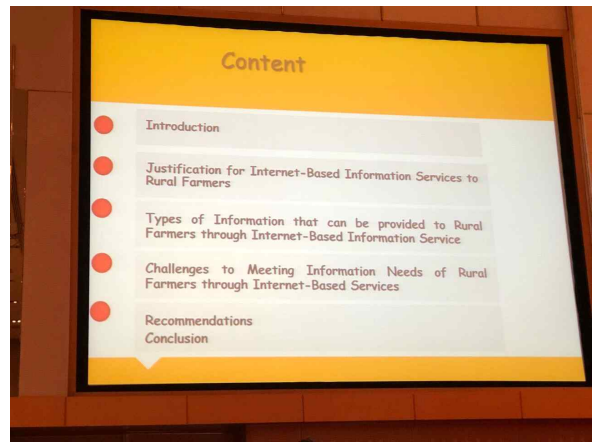 Content
Introduction
Justification for Internet-Based Information Services to
Rural Farmers
Types of Information that can be provided to Rural
Farmers through Internet-Based Information Service
Challenges to Meeting Information Needs of Rural
Farmers through Internet-Based Services
Recommendations
Conclusion